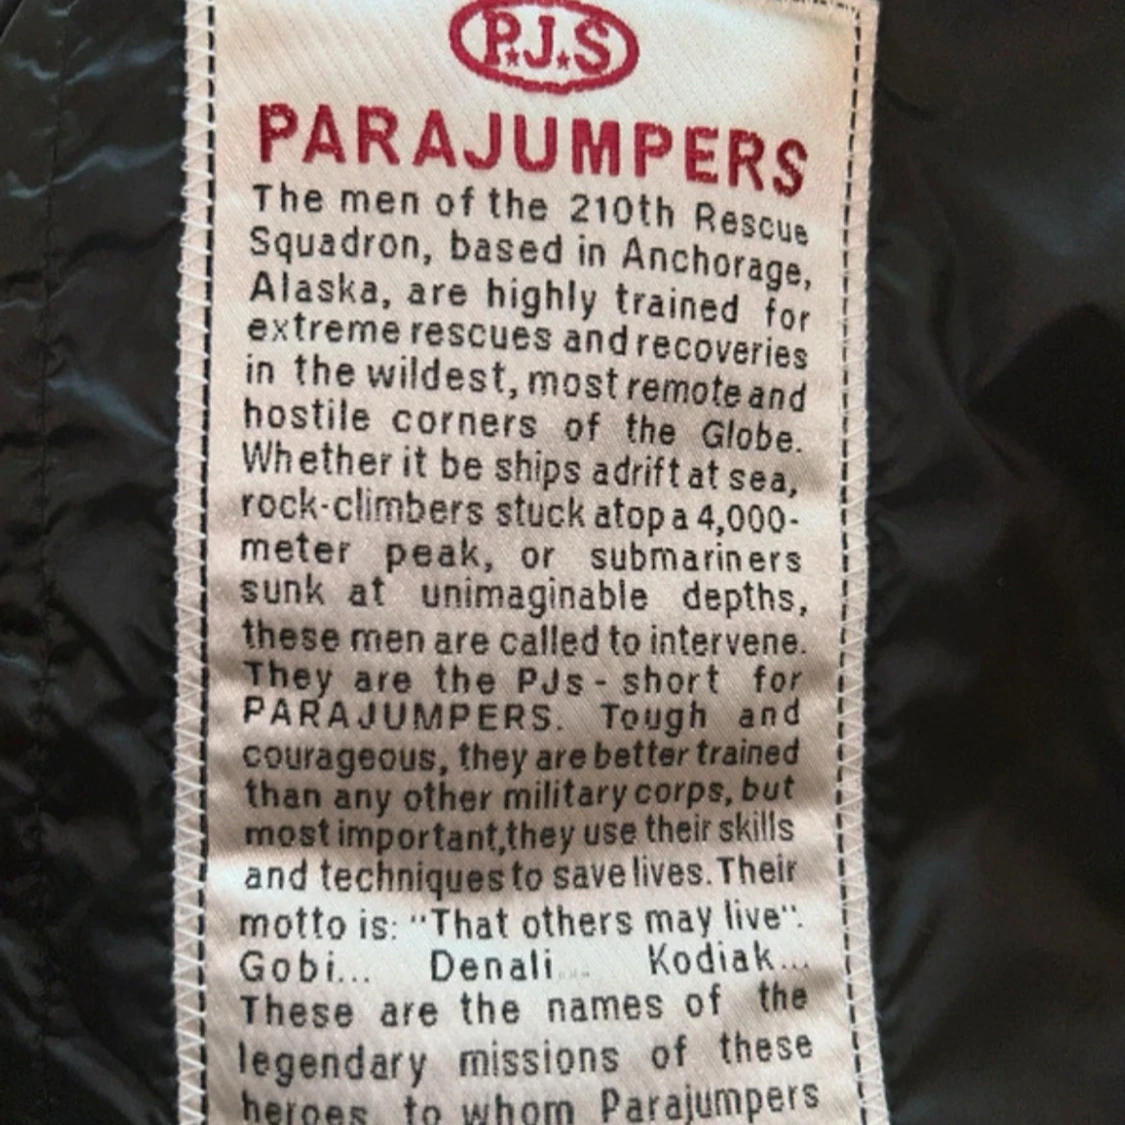 P.J.S
PARAJUMPERS
The men of the 210th Rescue
Squadron, based in Anchorage,
Alaska, are highly trained for
extreme rescues and recoveries
in the wildest, most remote and
hostile corners of the Globe.
Whether it be ships adrift at sea,
rock-climbers stuck atop a 4,000-
meter peak, or submariners
sunk at unimaginable depths,
these men are called to intervene.
They are the PJs - short for
PARAJUMPERS. Tough and
courageous, they are better trained
than any other military corps, but
most important,they use their skills
and techniques to save lives. Their
motto is: "That others may live".
Gobi... Denali... Kodiak...
These are the names of the
legendary missions of these
heroes to whom Parajumpers